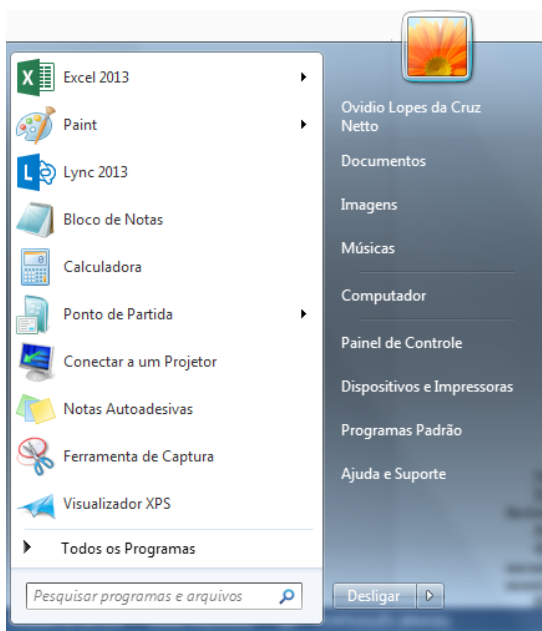 Excel 2013
Paint
Lync 2013
Bloco de Notas
Calculadora
Ponto de Partida
Conectar a um Projetor
Notas Autoadesivas
Ferramenta de Captura
Visualizador XPS
Todos os Programas
Pesquisar programas e arquivos
Ovidio Lopes da Cruz
Netto
Documentos
Imagens
Músicas
Computador
Painel de Controle
Dispositivos e Impressoras
Programas Padrão
Ajuda e Suporte
Desligar